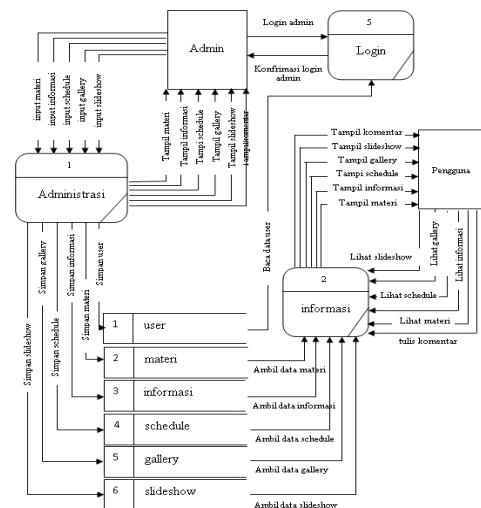 Admin
Login admin
5
Login
Konfrimasi login
admin
input materi
input informasi
input schedule
input gallery
input slideshow
Tampil materi
Tampil informasi
Tampi schedule
Tampil gallery
Tampil slideshow
Tampil komentar
1
Administrasi
Tampil komentar
Tampil slideshow
Tampil gallery
Tampi schedule
Tampil informasi
Tampil materi
Pengguna
Lihat slideshow
Lihat gallery
Lihat schedule
Lihat informasi
Lihat materi
tulis komentar
2
informasi
Baca data user
Simpan slideshow
Simpan gallery
Simpan schedule
Simpan informasi
Simpan materi
Simpan user
1 user
2 materi
Ambil data materi
3 informasi
Ambil data informasi
4 schedule
Ambil data schedule
5 gallery
Ambil data gallery
6 slideshow
Ambil data slideshow